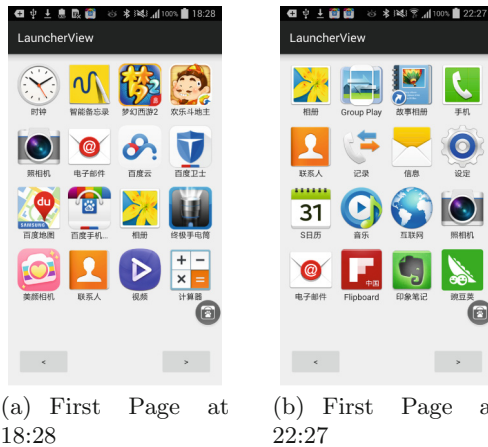 100% 18:28
100% 22:27
LauncherView
LauncherView
时钟 智能备忘录 梦幻西游2 欢乐斗地主
相册 Group Play 故事相册 手机
照相机 电子邮件 百度云 百度卫士
联系人 记录 信息 设定
百度地图 百度手机... 相册 终极手电筒
31
S日历 音乐 互联网 照相机
美颜相机 联系人 视频 计算器
电子邮件 Flipboard 印象笔记 豌豆荚
< >
< >
(a) First Page at
18:28
(b) First Page a
22:27